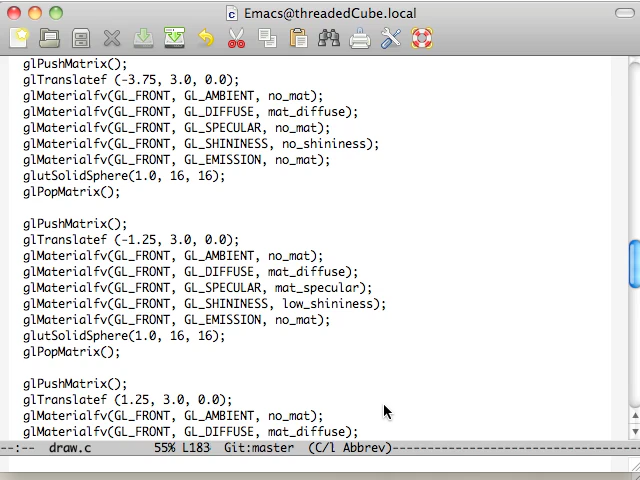 Emacs@threadedCube.local
glPushMatrix();
glTranslatef (-3.75, 3.0, 0.0);
glMaterialfv(GL_FRONT, GL_AMBIENT, no_mat);
glMaterialfv(GL_FRONT, GL_DIFFUSE, mat_diffuse);
glMaterialfv(GL_FRONT, GL_SPECULAR, no_mat);
glMaterialfv(GL_FRONT, GL_SHININESS, no_shininess);
glMaterialfv(GL_FRONT, GL_EMISSION, no_mat);
glutSolidSphere(1.0, 16, 16);
glPopMatrix();
glPushMatrix();
glTranslatef (-1.25, 3.0, 0.0);
glMaterialfv(GL_FRONT, GL_AMBIENT, no_mat);
glMaterialfv(GL_FRONT, GL_DIFFUSE, mat_diffuse);
glMaterialfv(GL_FRONT, GL_SPECULAR, mat_specular);
glMaterialfv(GL_FRONT, GL_SHININESS, low_shininess);
glMaterialfv(GL_FRONT, GL_EMISSION, no_mat);
glutSolidSphere(1.0, 16, 16);
glPopMatrix();
glPushMatrix();
glTranslatef (1.25, 3.0, 0.0);
glMaterialfv(GL_FRONT, GL_AMBIENT, no_mat);
glMaterialfv(GL_FRONT, GL_DIFFUSE, mat_diffuse);
--:-- draw.c 55% L183 Git:master (C/l Abbrev)--------------------------------